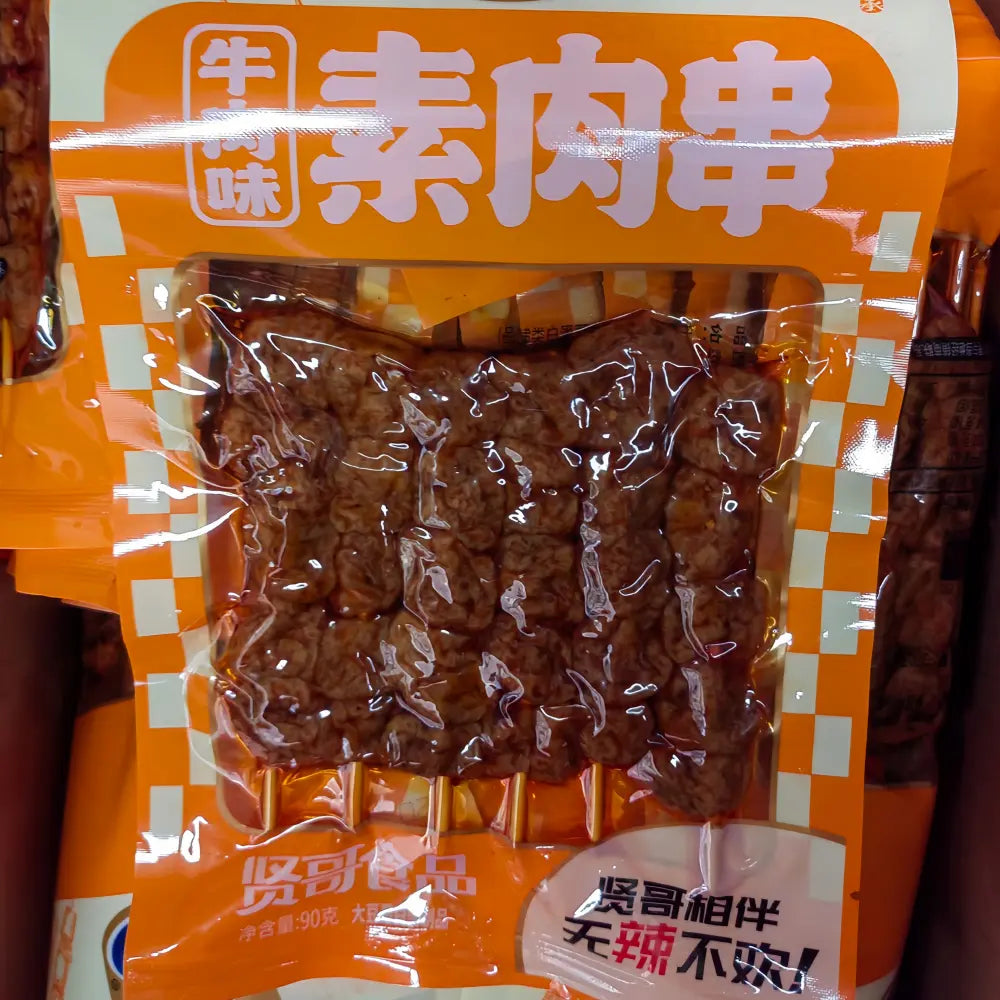 牛肉味
素肉串
贤哥食品
净含量:90克
贤哥相伴
无辣不欢!